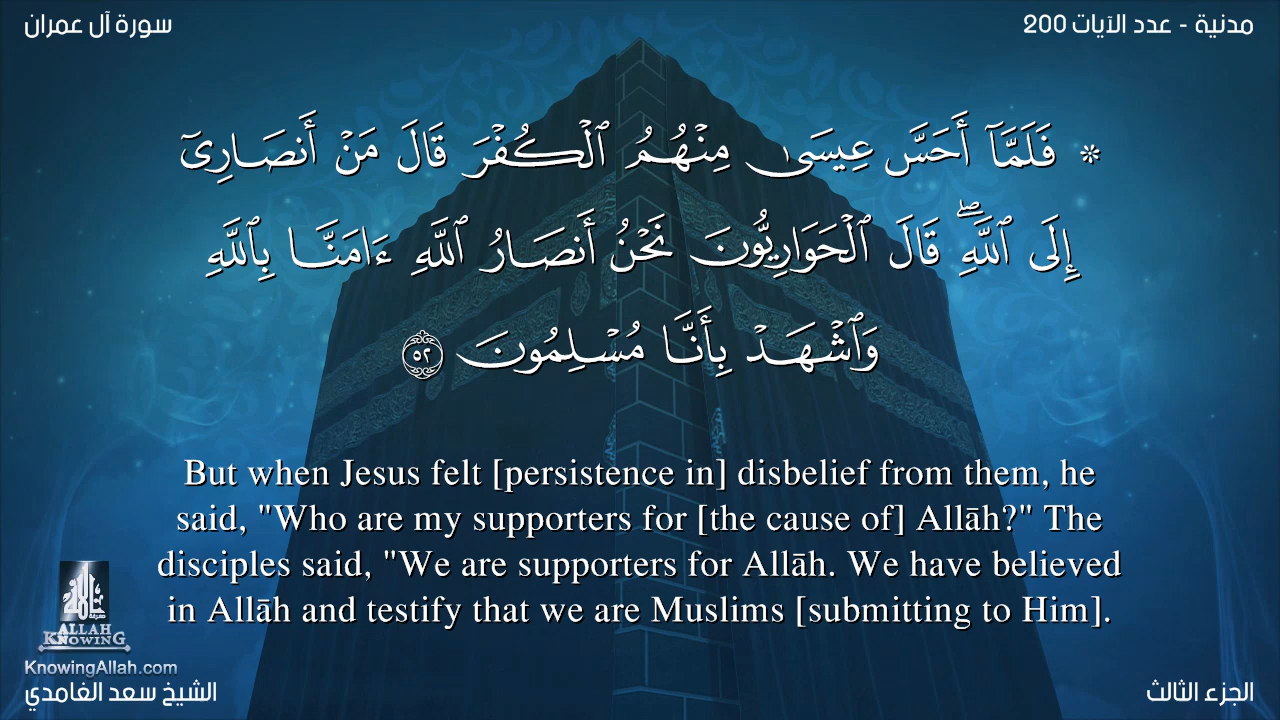 سورة آل عمران
مدنية - عدد الآيات 200
۞ فَلَمَّآ أَحَسَّ عِيسَىٰ مِنْهُمُ ٱلْكُفْرَ قَالَ مَنْ أَنصَارِىٓ
إِلَى ٱللَّهِ ۖ قَالَ ٱلْحَوَارِيُّونَ نَحْنُ أَنصَارُ ٱللَّهِ ءَامَنَّا بِٱللَّهِ
وَٱشْهَدْ بِأَنَّا مُسْلِمُونَ ٥٢
But when Jesus felt [persistence in] disbelief from them, he
said, "Who are my supporters for [the cause of] Allāh?" The
disciples said, "We are supporters for Allāh. We have believed
in Allāh and testify that we are Muslims [submitting to Him].
ALLAH
KNOWING
KnowingAllah.com
الشيخ سعد الغامدي
الجزء الثالث